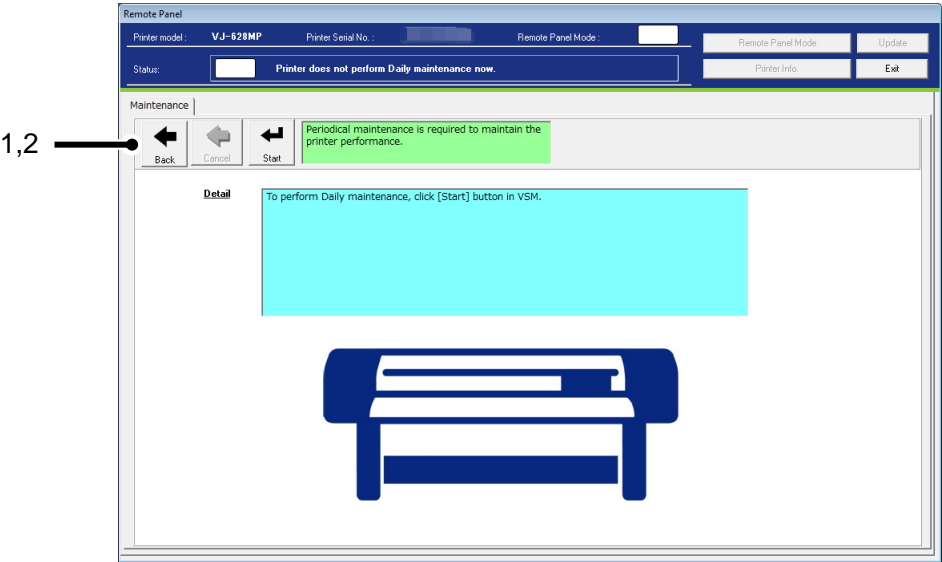 Remote Panel
Printer model : VJ-628MP Printer Serial No. : Remote Panel Mode :
Remote Panel Mode Update
Status: Printer does not perform Daily maintenance now.
Printer Info. Exit
Maintenance
1,2
Back Cancel Start
Periodical maintenance is required to maintain the
printer performance.
Detail
To perform Daily maintenance, click [Start] button in VSM.